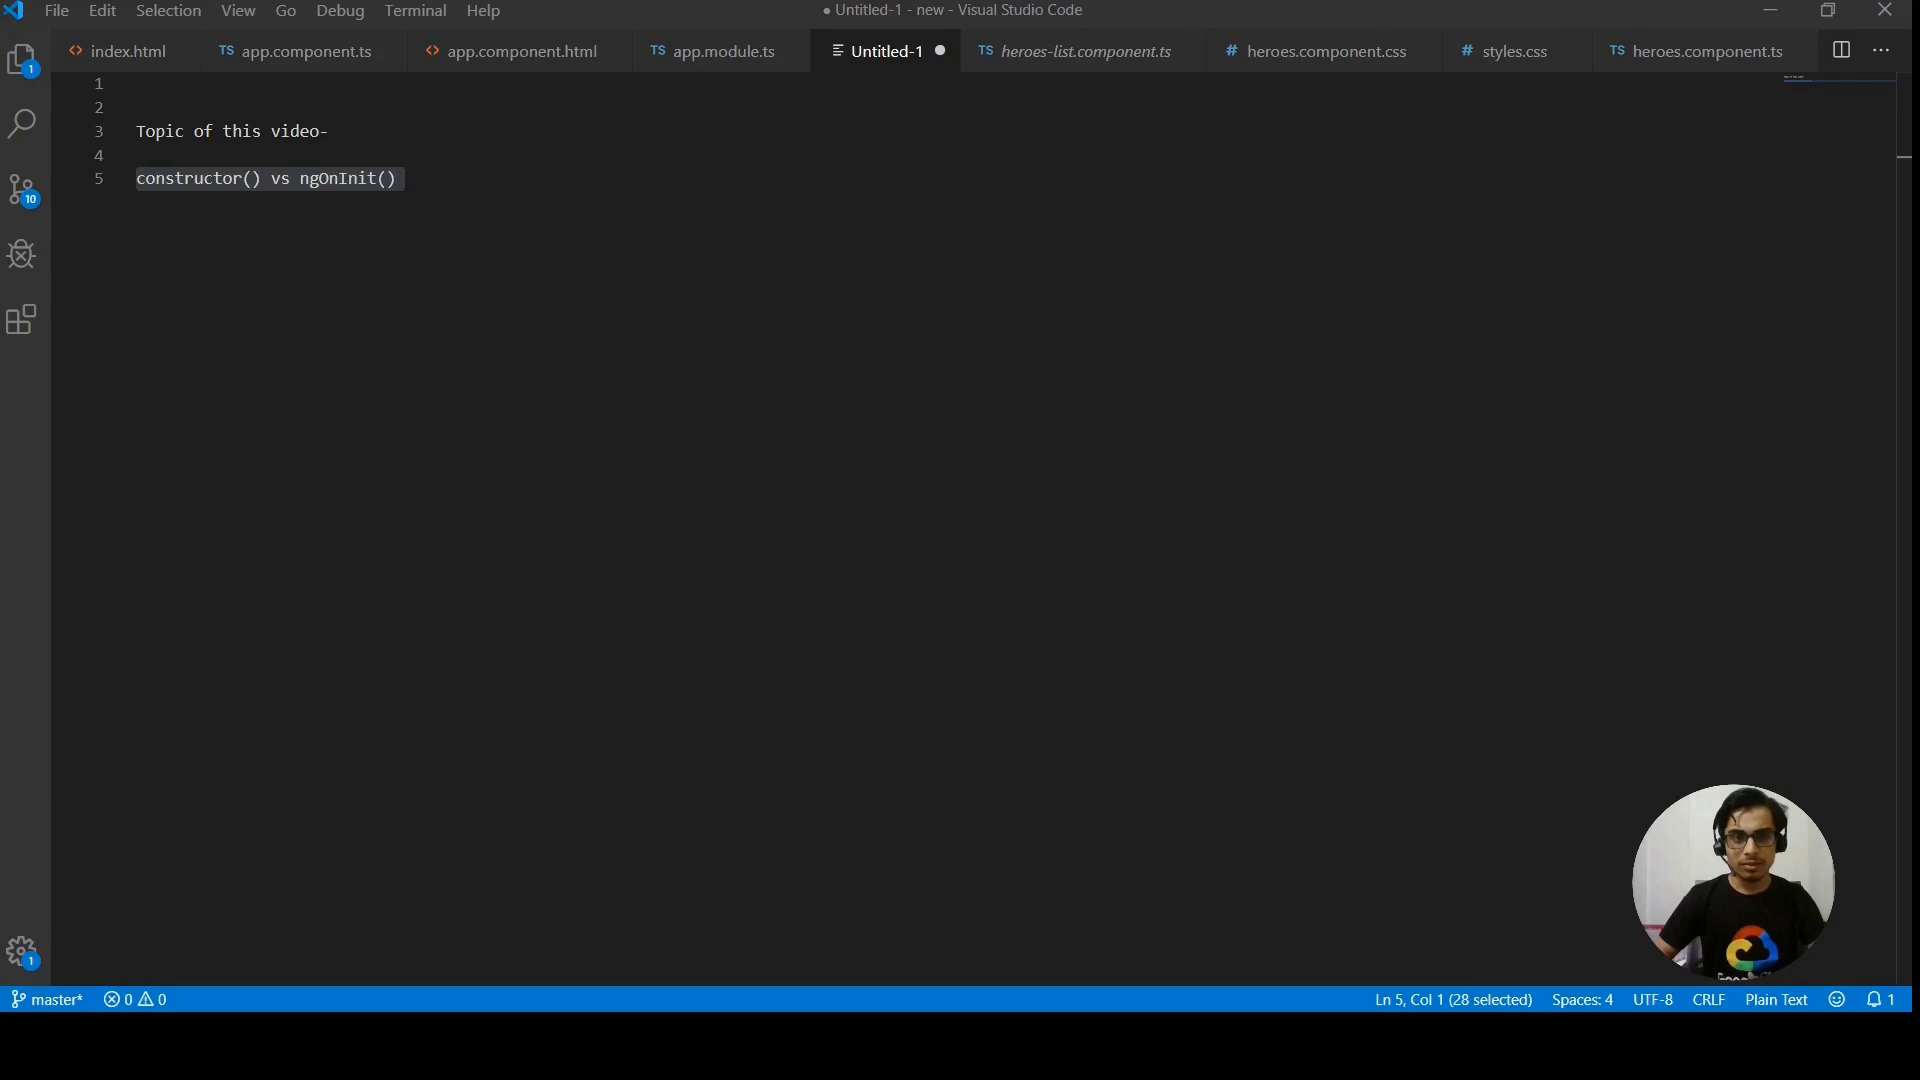 File Edit Selection View Go Debug Terminal Help
● Untitled-1 - new - Visual Studio Code
index.html
TS app.component.ts
app.component.html
TS app.module.ts
Untitled-1
TS heroes-list.component.ts
# heroes.component.css
# styles.css
TS heroes.component.ts
1
2
3 Topic of this video-
4
5 constructor() vs ngOnInit()
1
10
1
master*
0 0
Ln 5, Col 1 (28 selected)
Spaces: 4
UTF-8
CRLF
Plain Text
1